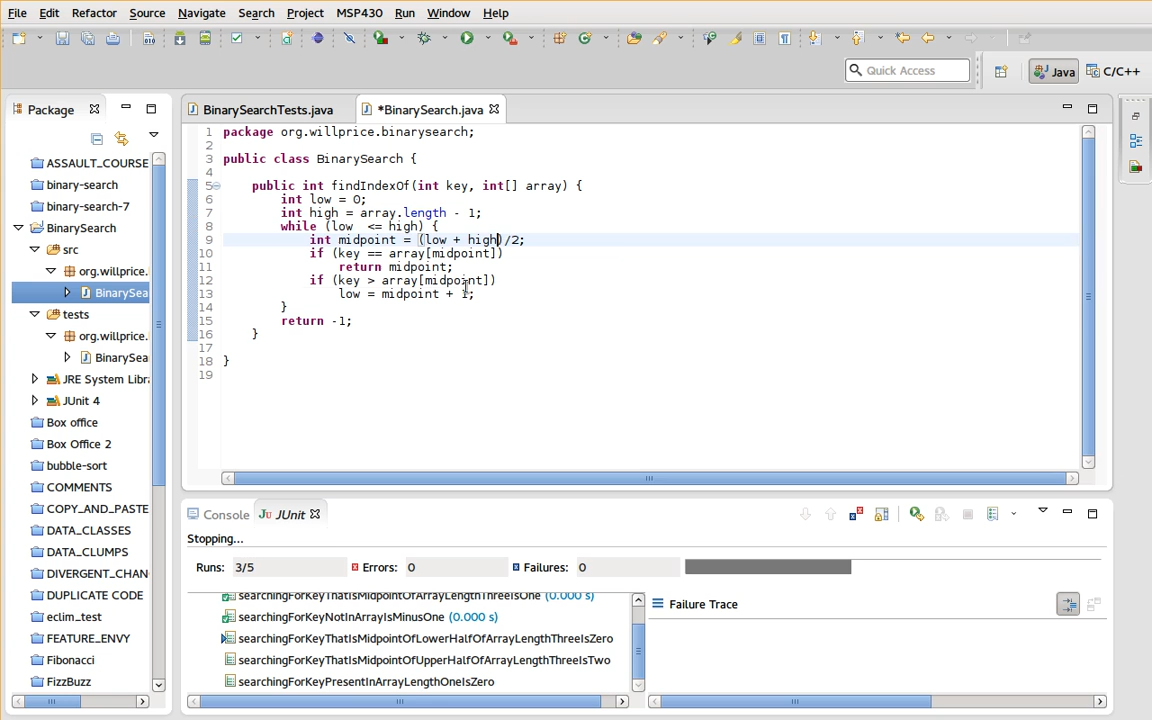 File Edit Refactor Source Navigate Search Project MSP430 Run Window Help
Quick Access
Java
C/C++
Package
BinarySearchTests.java
*BinarySearch.java
ASSAULT_COURSE
binary-search
binary-search-7
BinarySearch
src
org.willprice.
BinarySea
tests
org.willprice.
BinarySea
JRE System Libr
JUnit 4
Box office
Box Office 2
bubble-sort
COMMENTS
COPY_AND_PASTE
DATA_CLASSES
DATA_CLUMPS
DIVERGENT_CHAN
DUPLICATE CODE
eclim_test
FEATURE_ENVY
Fibonacci
FizzBuzz
1 package org.willprice.binarysearch;
2
3 public class BinarySearch {
4
5 public int findIndexOf(int key, int[] array) {
6 int low = 0;
7 int high = array.length - 1;
8 while (low <= high) {
9 int midpoint = (low + high)/2;
10 if (key == array[midpoint])
11 return midpoint;
12 if (key > array[midpoint])
13 low = midpoint + 1;
14 }
15 return -1;
16 }
17
18 }
19
Console
JUnit
Stopping...
Runs: 3/5 Errors: 0 Failures: 0
searchingForKeyThatIsMidpointOfArrayLengthThreeIsOne (0.000 s)
searchingForKeyNotInArrayIsMinusOne (0.000 s)
searchingForKeyThatIsMidpointOfLowerHalfOfArrayLengthThreeIsZero
searchingForKeyThatIsMidpointOfUpperHalfOfArrayLengthThreeIsTwo
searchingForKeyPresentInArrayLengthOneIsZero
Failure Trace